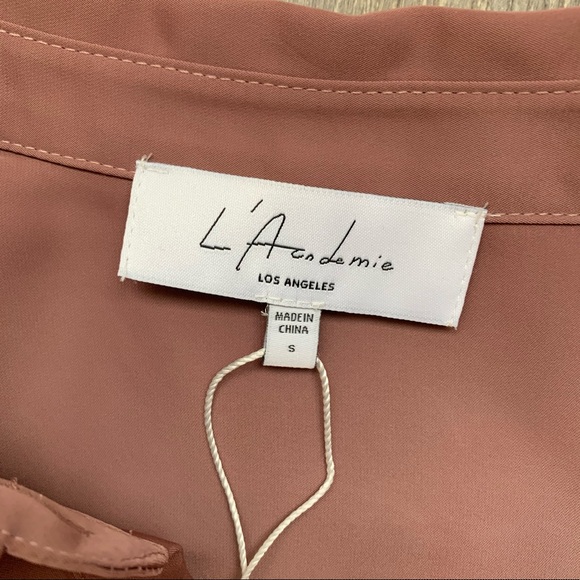 L'Academie
LOS ANGELES
MADE IN
CHINA
S